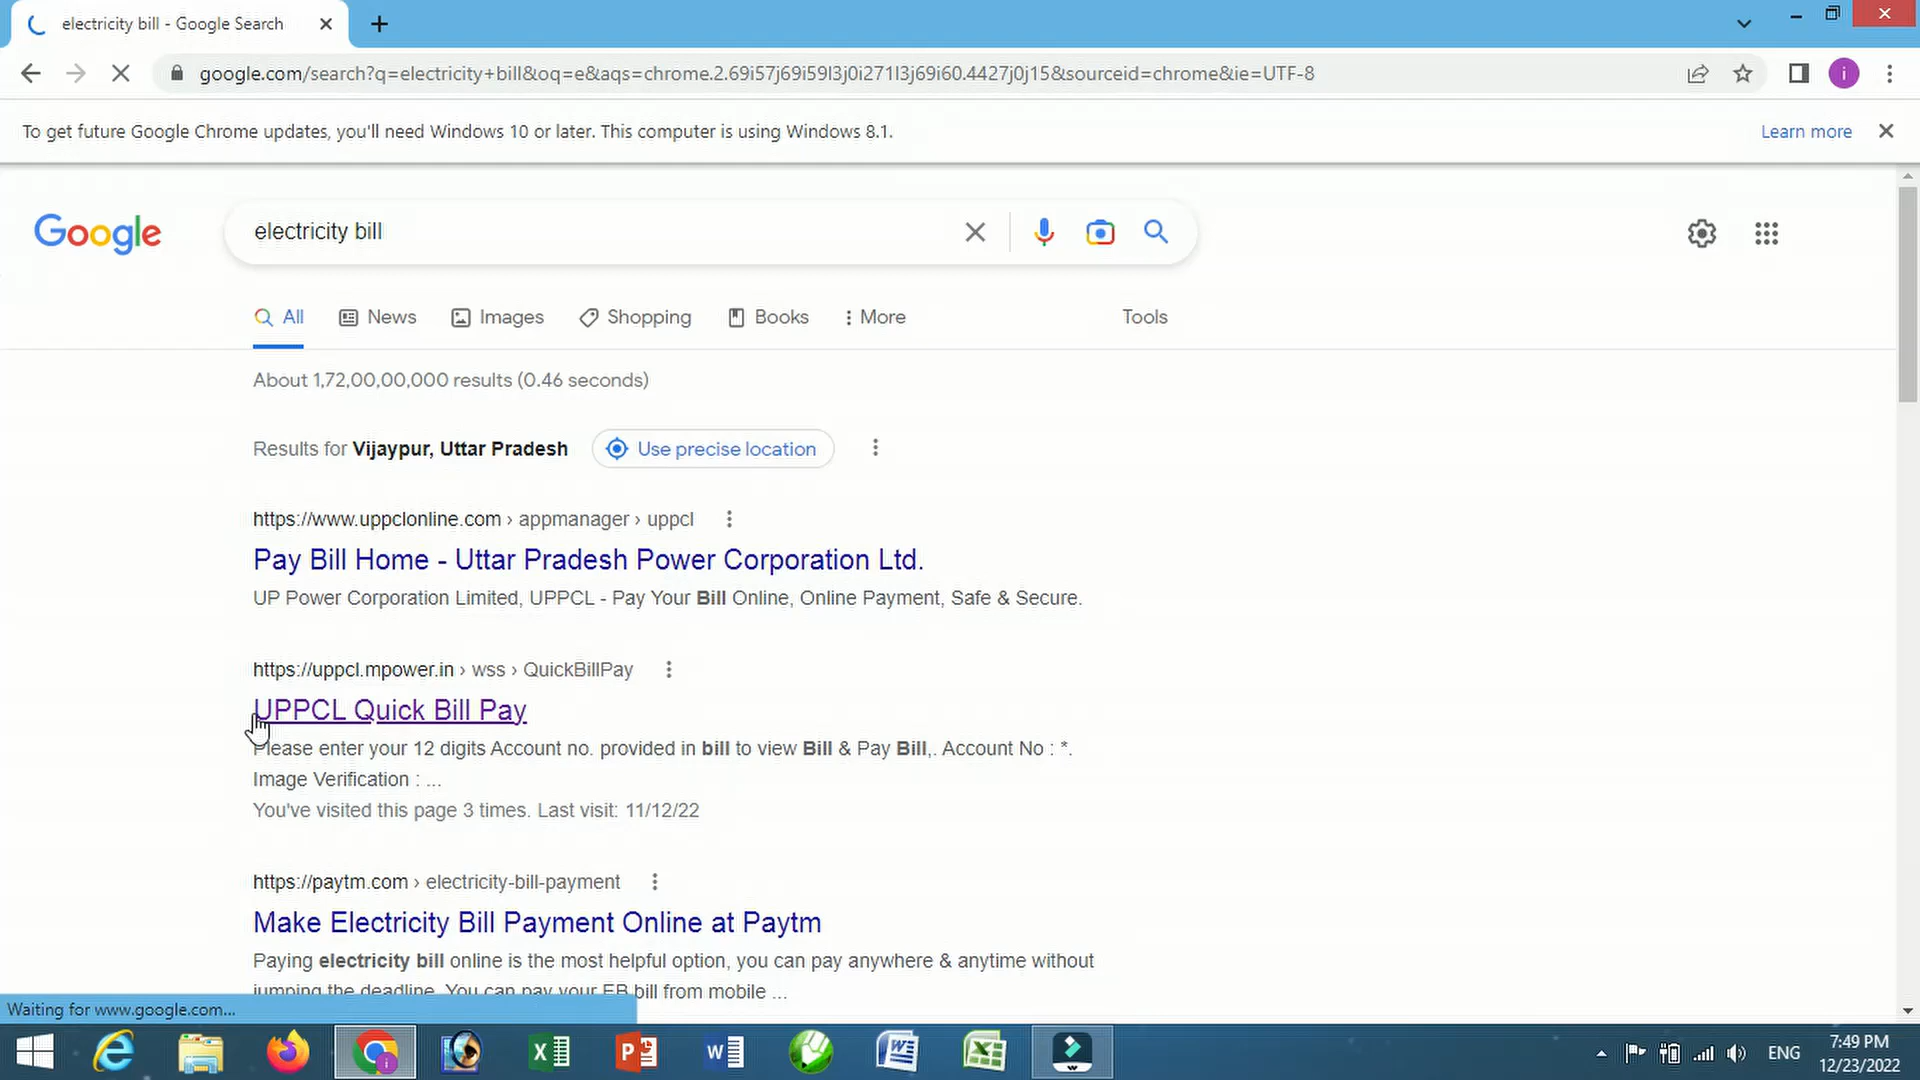 electricity bill - Google Search
google.com/search?q=electricity+bill&oq=e&aqs=chrome.2.69i57j69i59l3j0i271l3j69i60.4427j0j15&sourceid=chrome&ie=UTF-8
i
To get future Google Chrome updates, you'll need Windows 10 or later. This computer is using Windows 8.1.
Learn more
Google
electricity bill
All
News
Images
Shopping
Books
More
Tools
About 1,72,00,00,000 results (0.46 seconds)
Results for Vijaypur, Uttar Pradesh
Use precise location
https://www.uppclonline.com › appmanager › uppcl
Pay Bill Home - Uttar Pradesh Power Corporation Ltd.
UP Power Corporation Limited, UPPCL - Pay Your Bill Online, Online Payment, Safe & Secure.
https://uppcl.mpower.in › wss › QuickBillPay
UPPCL Quick Bill Pay
Please enter your 12 digits Account no. provided in bill to view Bill & Pay Bill,. Account No : *.
Image Verification : ...
You've visited this page 3 times. Last visit: 11/12/22
https://paytm.com › electricity-bill-payment
Make Electricity Bill Payment Online at Paytm
Paying electricity bill online is the most helpful option, you can pay anywhere & anytime without
jumping the deadline. You can pay your EB bill from mobile ...
Waiting for www.google.com...
ENG
7:49 PM
12/23/2022